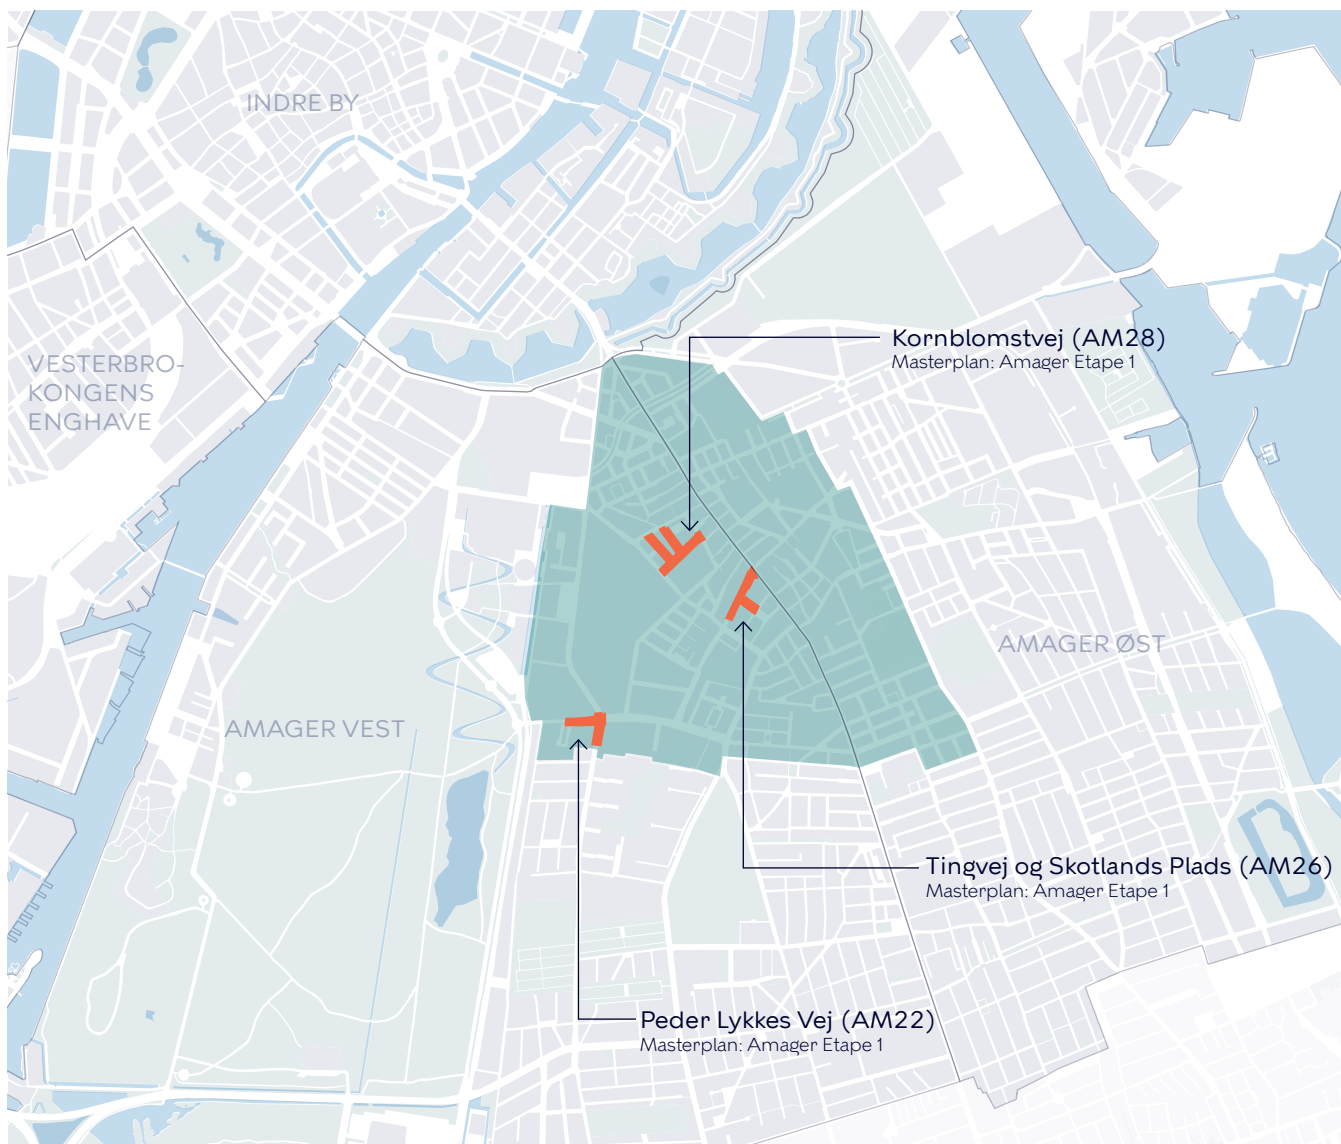 INDRE BY
Kornblomstvej (AM28)
Masterplan: Amager Etape 1
VESTERBRO-
KONGENS
ENGHAVE
AMAGER ØST
AMAGER VEST
Tingvej og Skotlands Plads (AM26)
Masterplan: Amager Etape 1
Peder Lykkes Vej (AM22)
Masterplan: Amager Etape 1